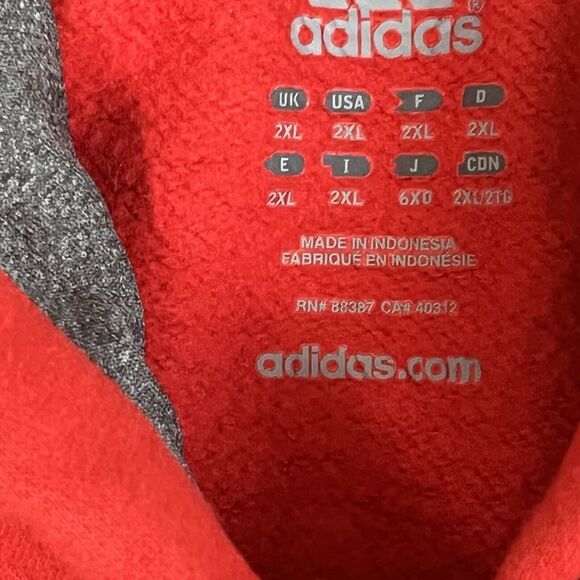 adidas®
UK USA F D
2XL 2XL 2XL 2XL
E I J CDN
2XL 2XL 6XO 2XL/2TG
MADE IN INDONESIA
FABRIQUÉ EN INDONÉSIE
RN# 88387 CA# 40312
adidas.com